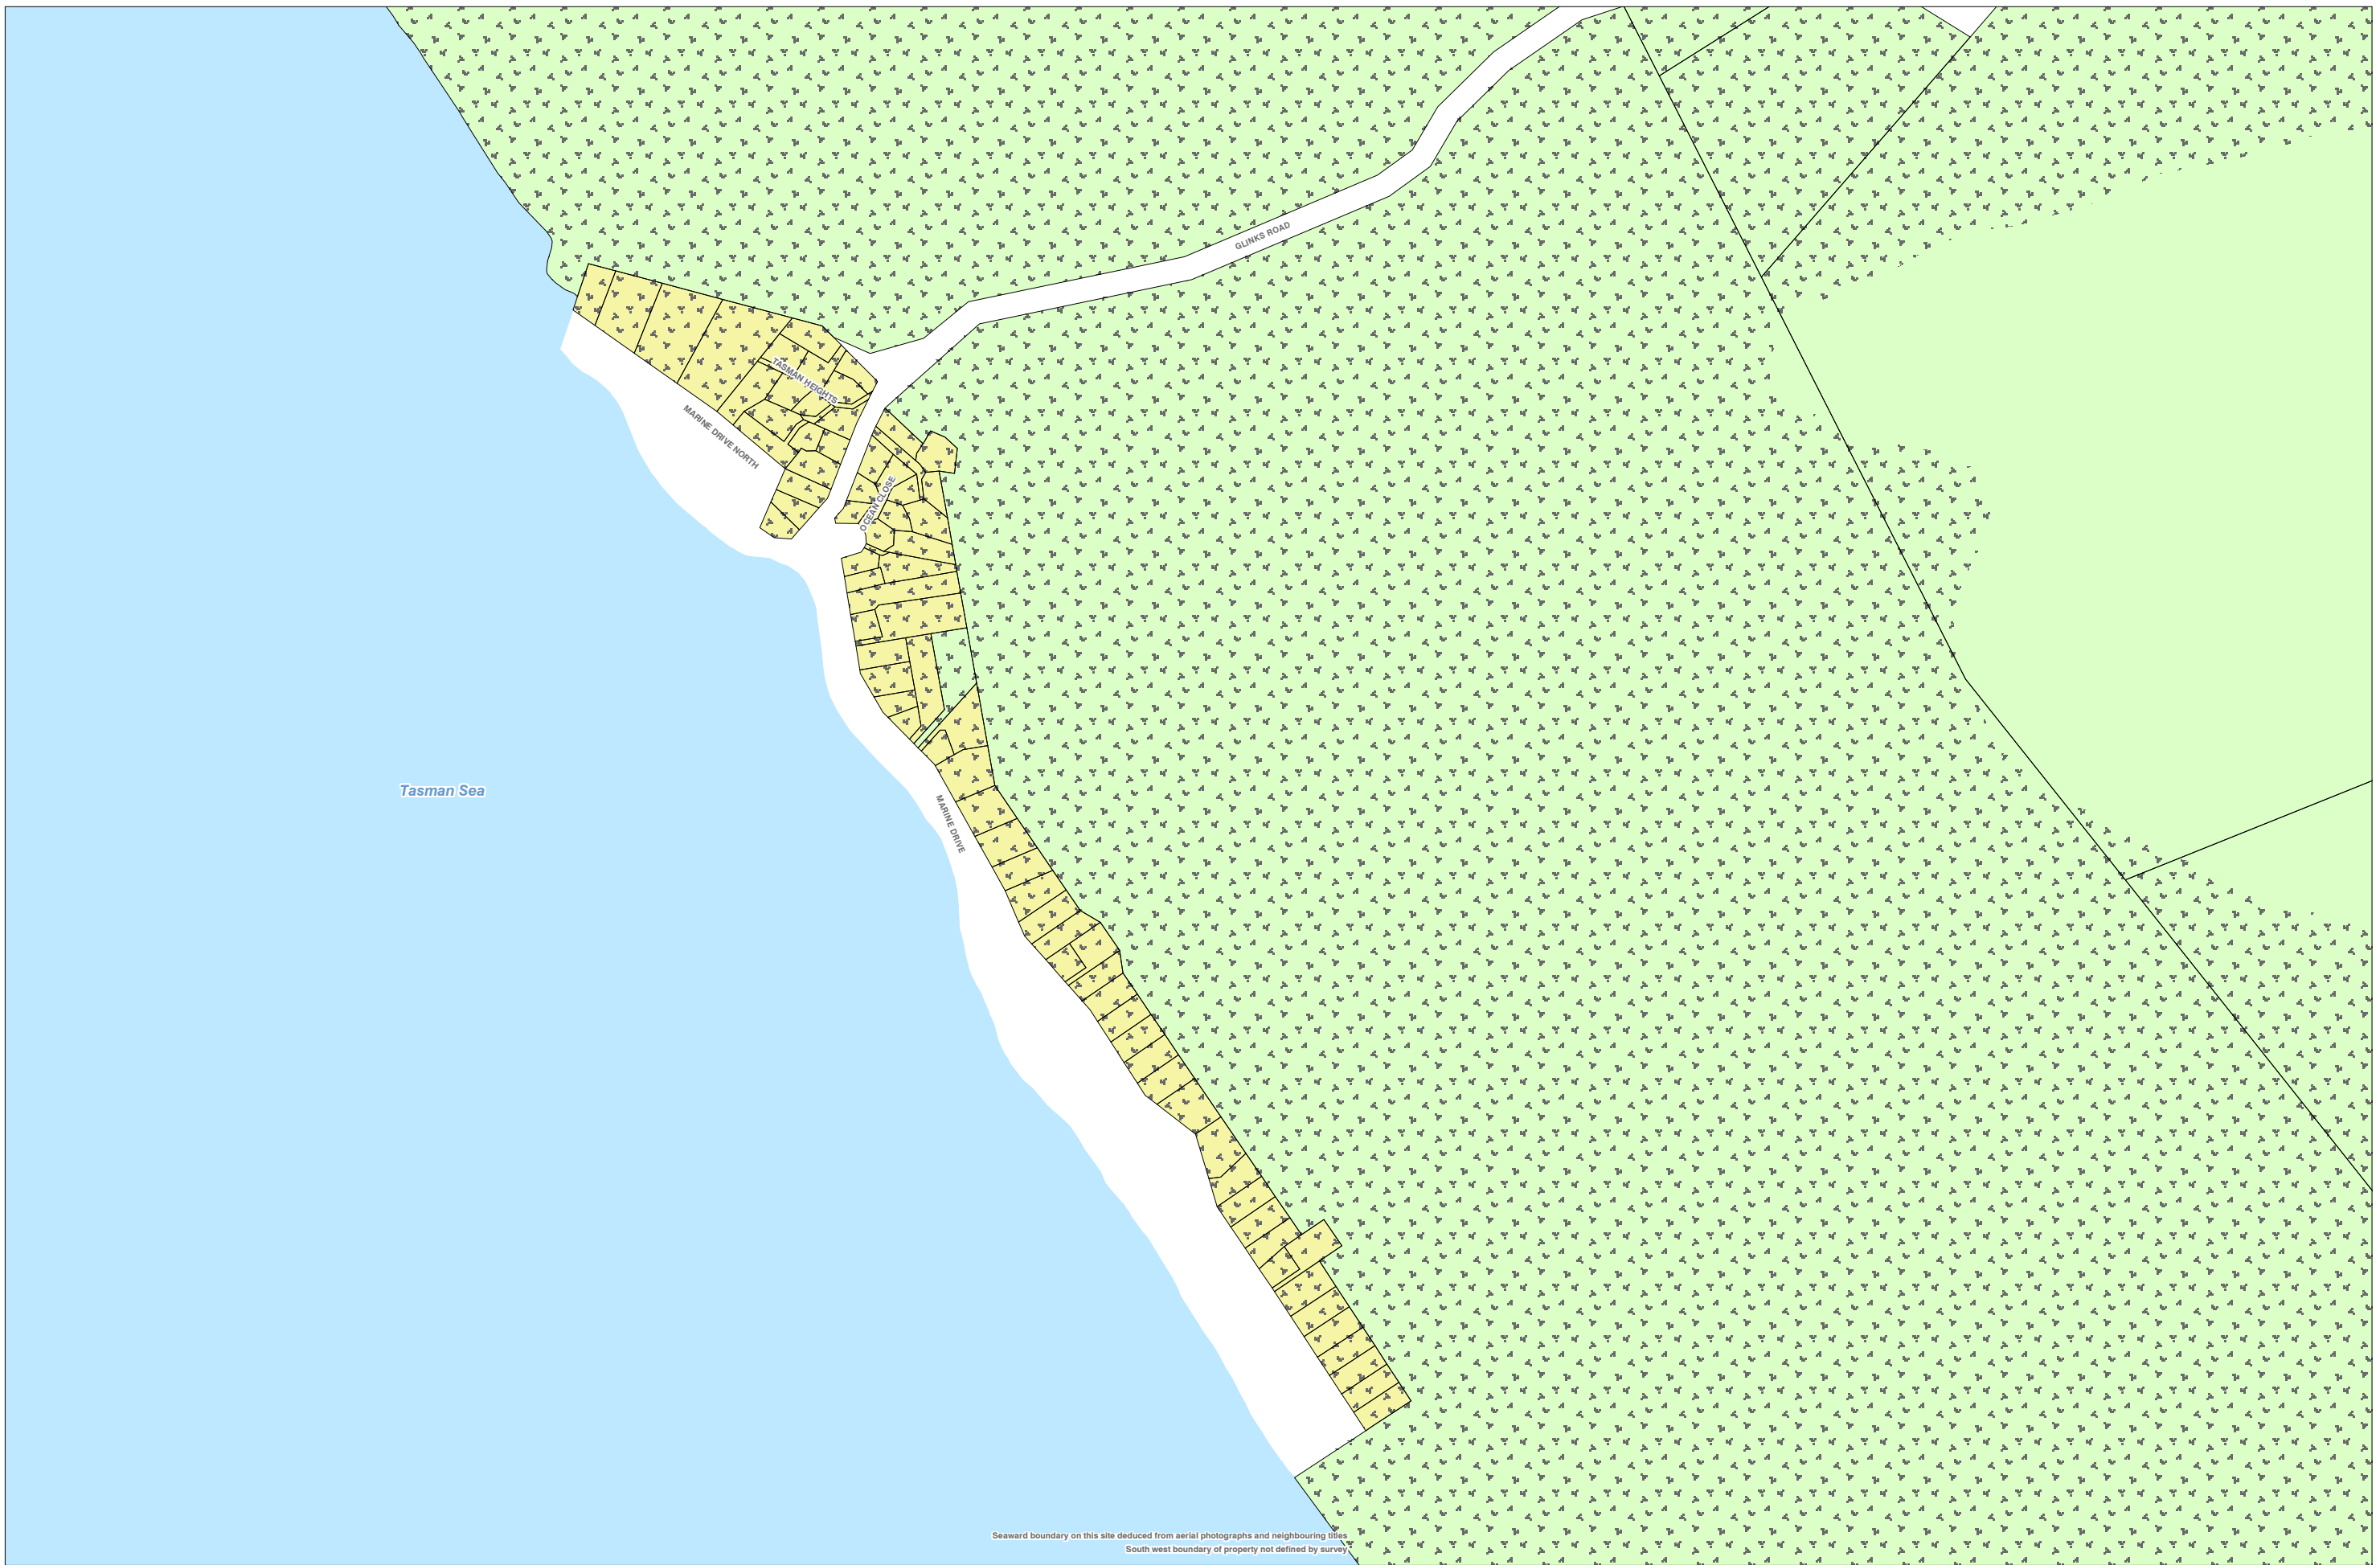 GLINKS ROAD
TASMAN HEIGHTS
MARINE DRIVE NORTH
OCEAN CLOSE
Tasman Sea
MARINE DRIVE
Seaward boundary on this site deduced from aerial photographs and neighbouring titles
South west boundary of property not defined by survey